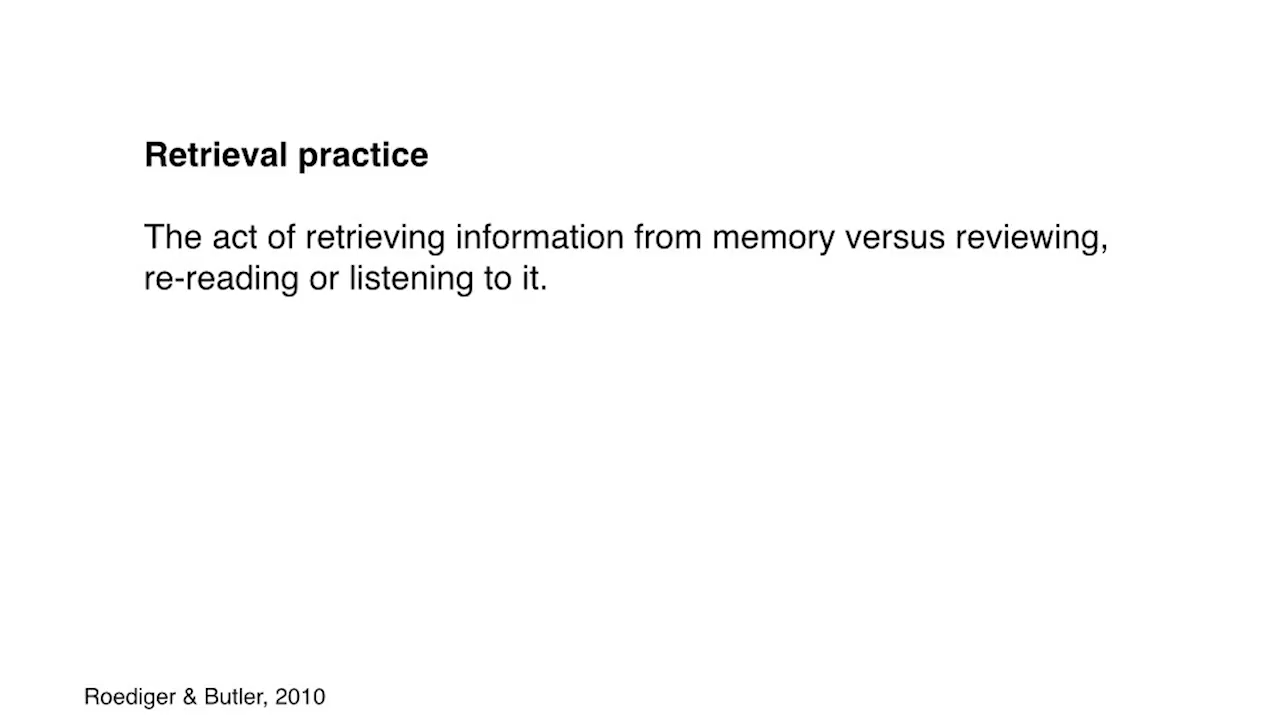 Retrieval practice
The act of retrieving information from memory versus reviewing,
re-reading or listening to it.
Roediger & Butler, 2010